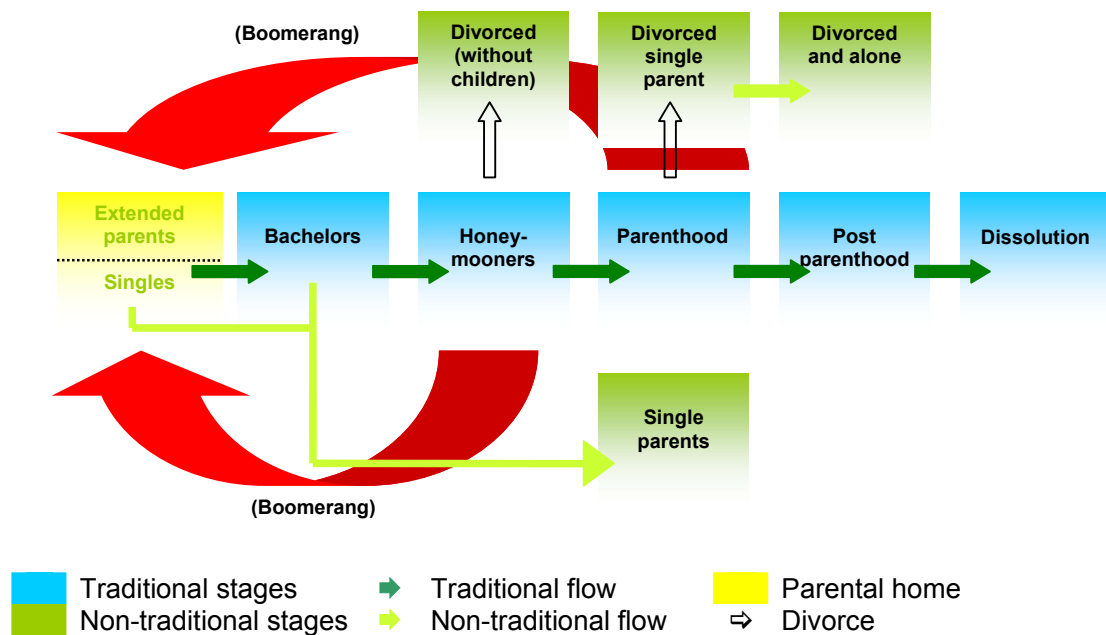 (Boomerang)
Divorced
(without
children)
Divorced
single
parent
Divorced
and alone
Extended
parents
Singles
Bachelors
Honey-
mooners
Parenthood
Post
parenthood
Dissolution
Single
parents
(Boomerang)
Traditional stages
Traditional flow
Parental home
Non-traditional stages
Non-traditional flow
Divorce